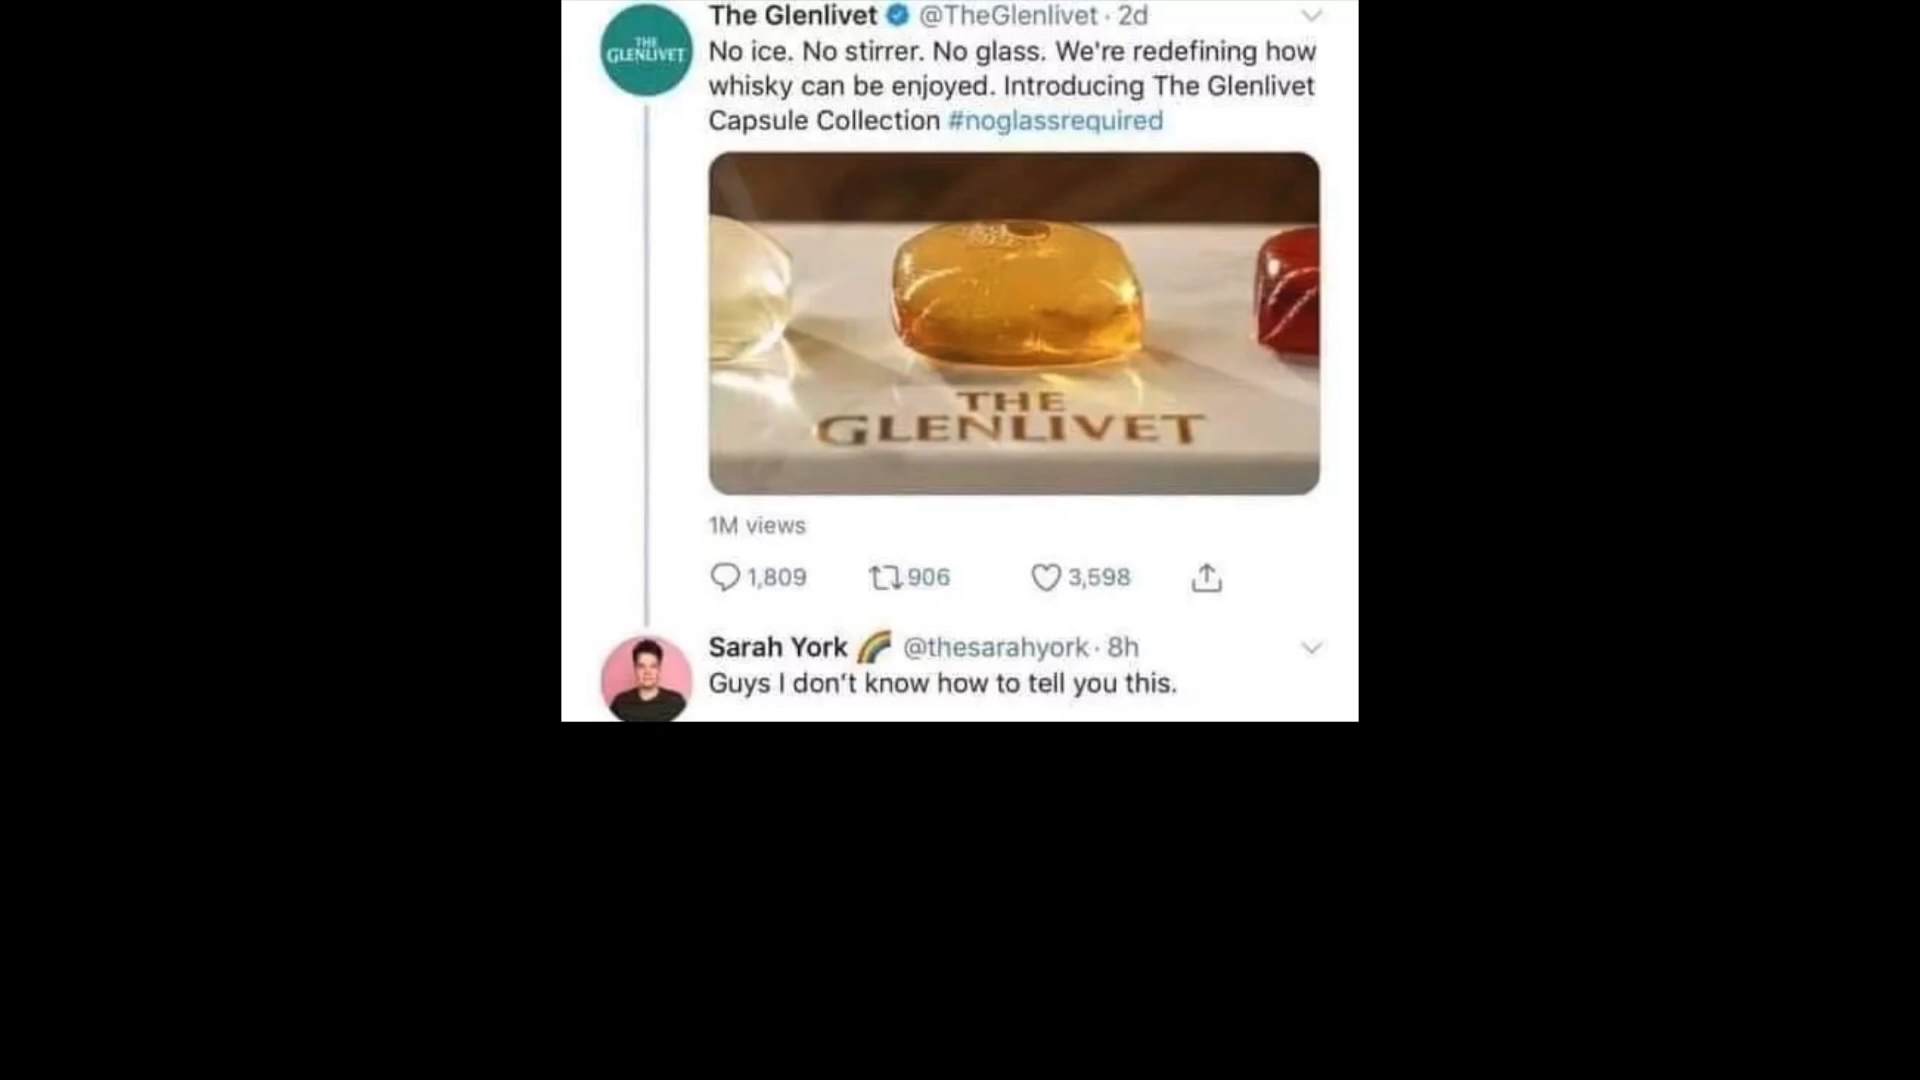 The Glenlivet @TheGlenlivet · 2d
THE
GLENLIVET
No ice. No stirrer. No glass. We're redefining how
whisky can be enjoyed. Introducing The Glenlivet
Capsule Collection #noglassrequired
THE
GLENLIVET
1M views
1,809 906 3,598
Sarah York 🌈 @thesarahyork · 8h
Guys I don't know how to tell you this.